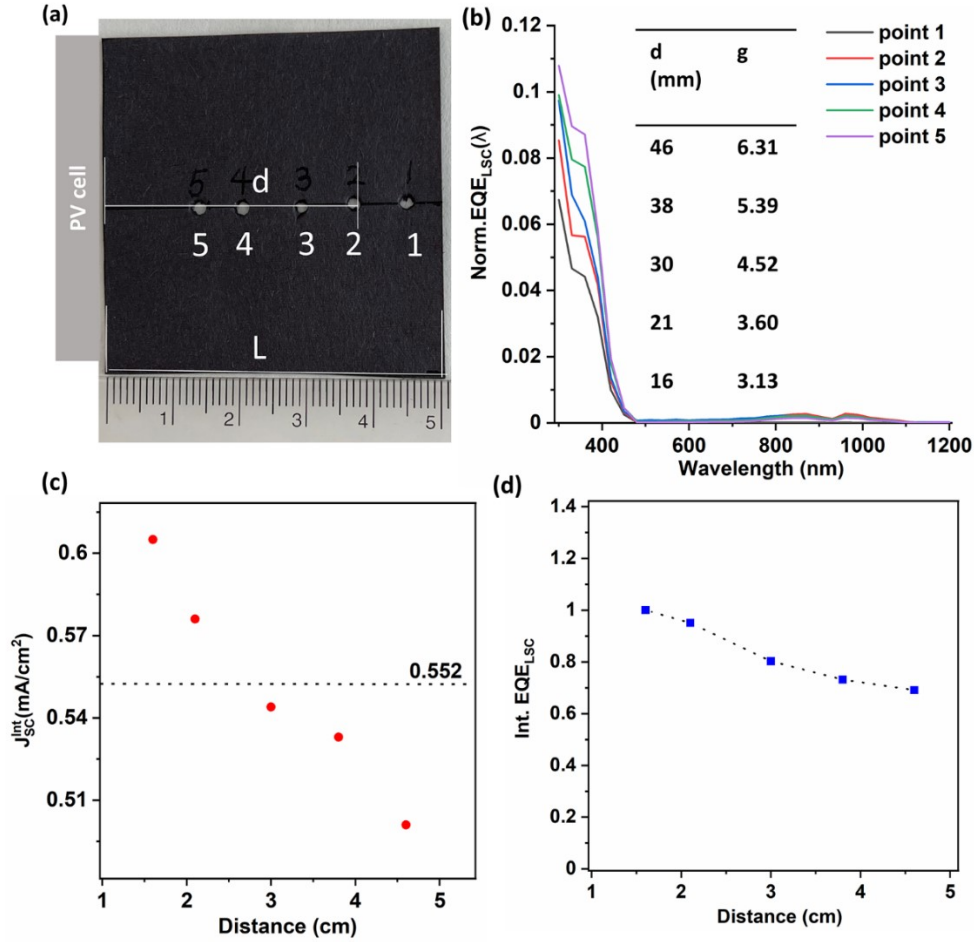 (a)
PV cell
5 4 3 2 1
d
5 4 3 2 1
L
1 2 3 4 5
(b)
Norm.EQE_LSC(λ)
0.1
0.08
0.06
0.04
0.02
0
400 600 800 1000 1200
Wavelength (nm)
d (mm) g
46 6.31
38 5.39
30 4.52
21 3.60
16 3.13
point 1
point 2
point 3
point 4
point 5
(c)
J_SC^Int(mA/cm²)
0.6
0.57
0.54
0.51
0.552
1 2 3 4 5
Distance (cm)
(d)
Int. EQE_LSC
1.4
1.2
1
0.8
0.6
0.4
0.2
0
1 2 3 4 5
Distance (cm)